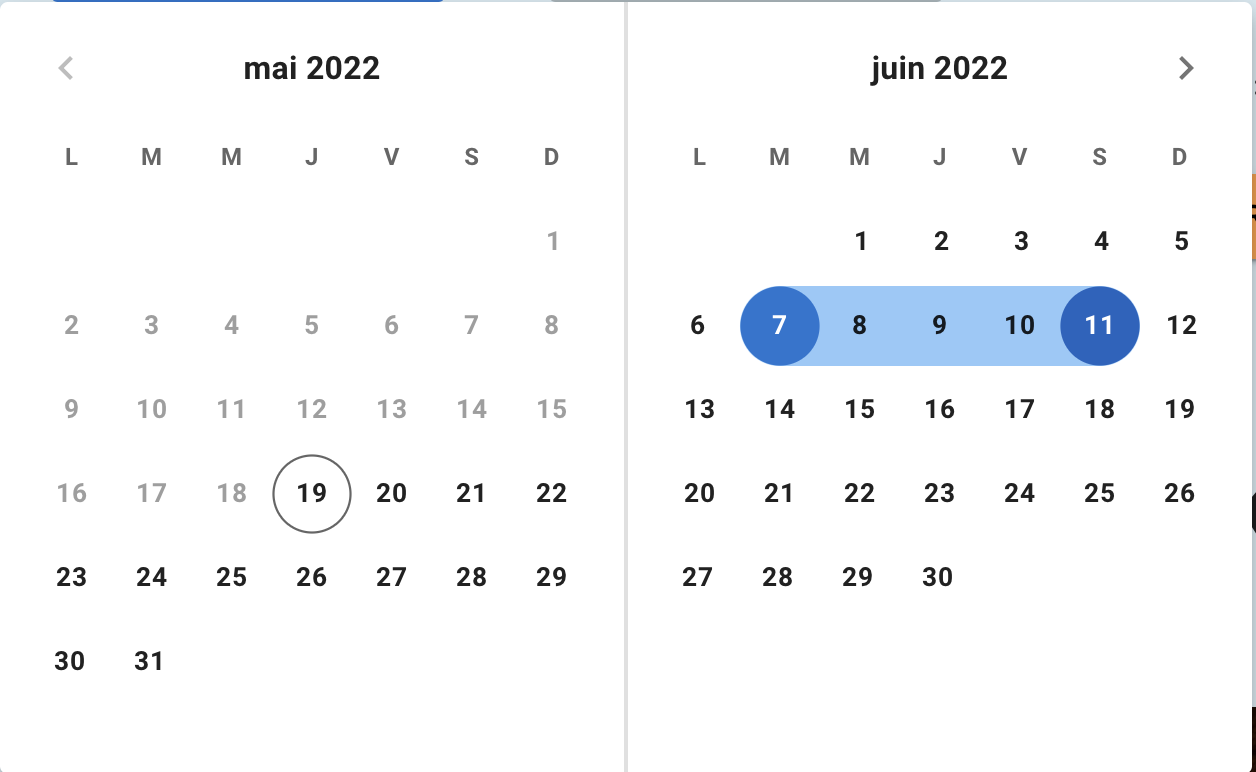 mai 2022
L M M J V S D
1
2 3 4 5 6 7 8
9 10 11 12 13 14 15
16 17 18 19 20 21 22
23 24 25 26 27 28 29
30 31
juin 2022
L M M J V S D
1 2 3 4 5
6 7 8 9 10 11 12
13 14 15 16 17 18 19
20 21 22 23 24 25 26
27 28 29 30